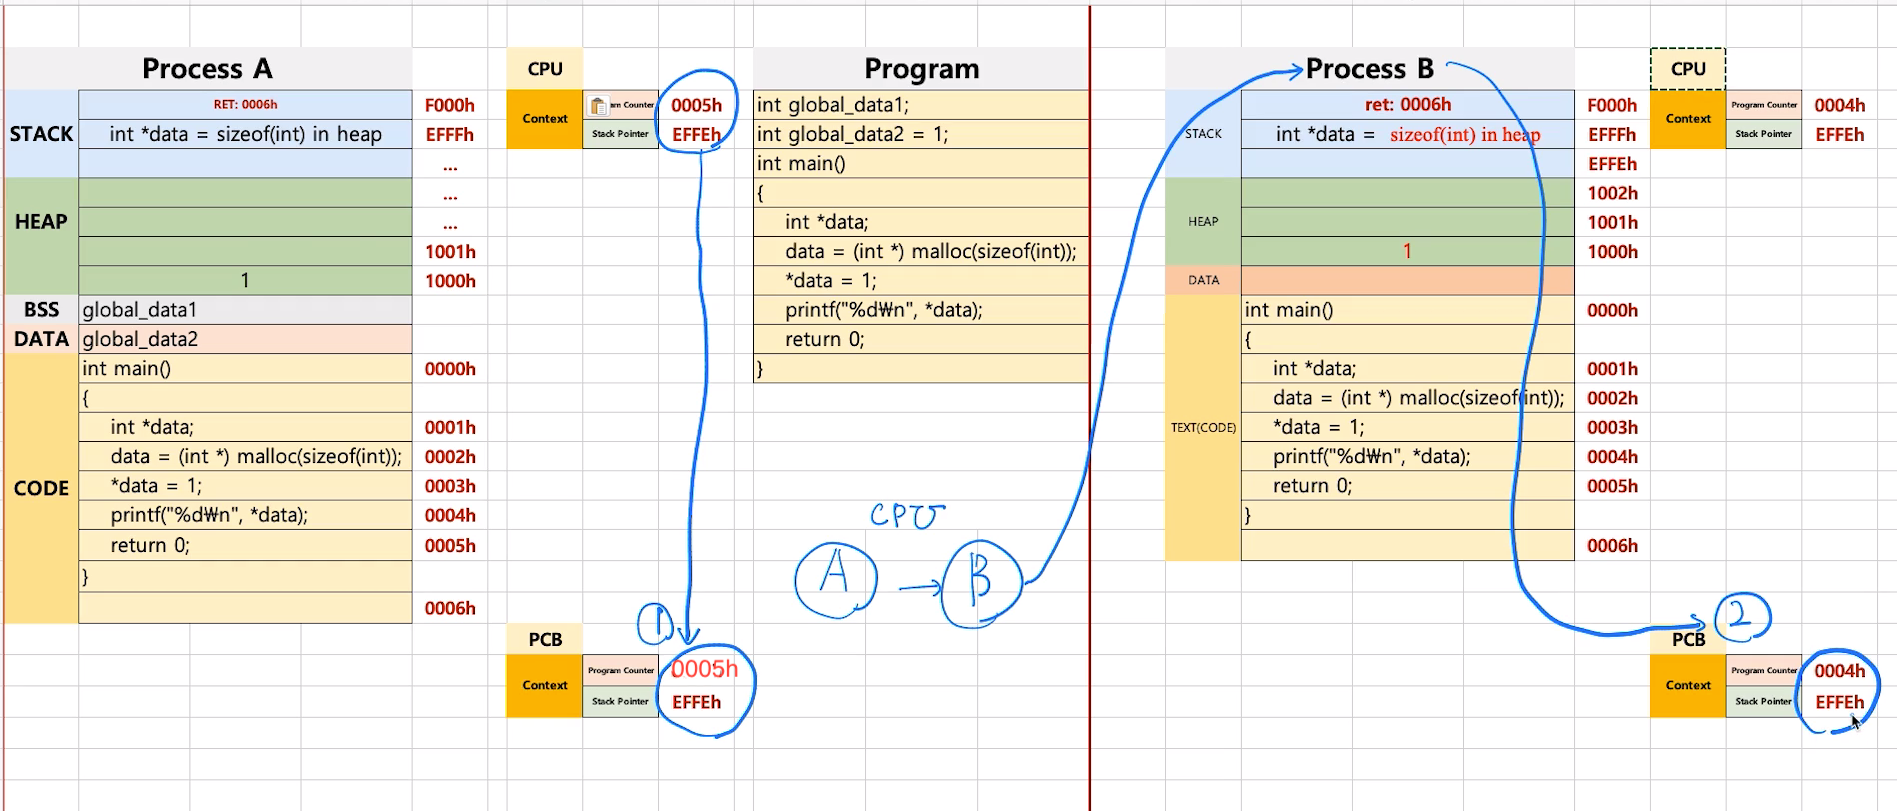 Process A
STACK
RET: 0006h
F000h
int *data = sizeof(int) in heap
EFFFh
...
HEAP
...
...
1001h
1
1000h
BSS
global_data1
DATA
global_data2
CODE
int main()
0000h
{
int *data;
0001h
data = (int *) malloc(sizeof(int));
0002h
*data = 1;
0003h
printf("%d₩n", *data);
0004h
return 0;
0005h
}
0006h
CPU
Context
am Counter
0005h
Stack Pointer
EFFEh
①
PCB
Context
Program Counter
0005h
Stack Pointer
EFFEh
Program
int global_data1;
int global_data2 = 1;
int main()
{
int *data;
data = (int *) malloc(sizeof(int));
*data = 1;
printf("%d₩n", *data);
return 0;
}
CPU
A → B
Process B
STACK
ret: 0006h
F000h
int *data = sizeof(int) in heap
EFFFh
EFFEh
HEAP
1002h
1001h
1
1000h
DATA
TEXT(CODE)
int main()
0000h
{
int *data;
0001h
data = (int *) malloc(sizeof(int));
0002h
*data = 1;
0003h
printf("%d₩n", *data);
0004h
return 0;
0005h
}
0006h
CPU
Context
Program Counter
0004h
Stack Pointer
EFFEh
②
PCB
Context
Program Counter
0004h
Stack Pointer
EFFEh